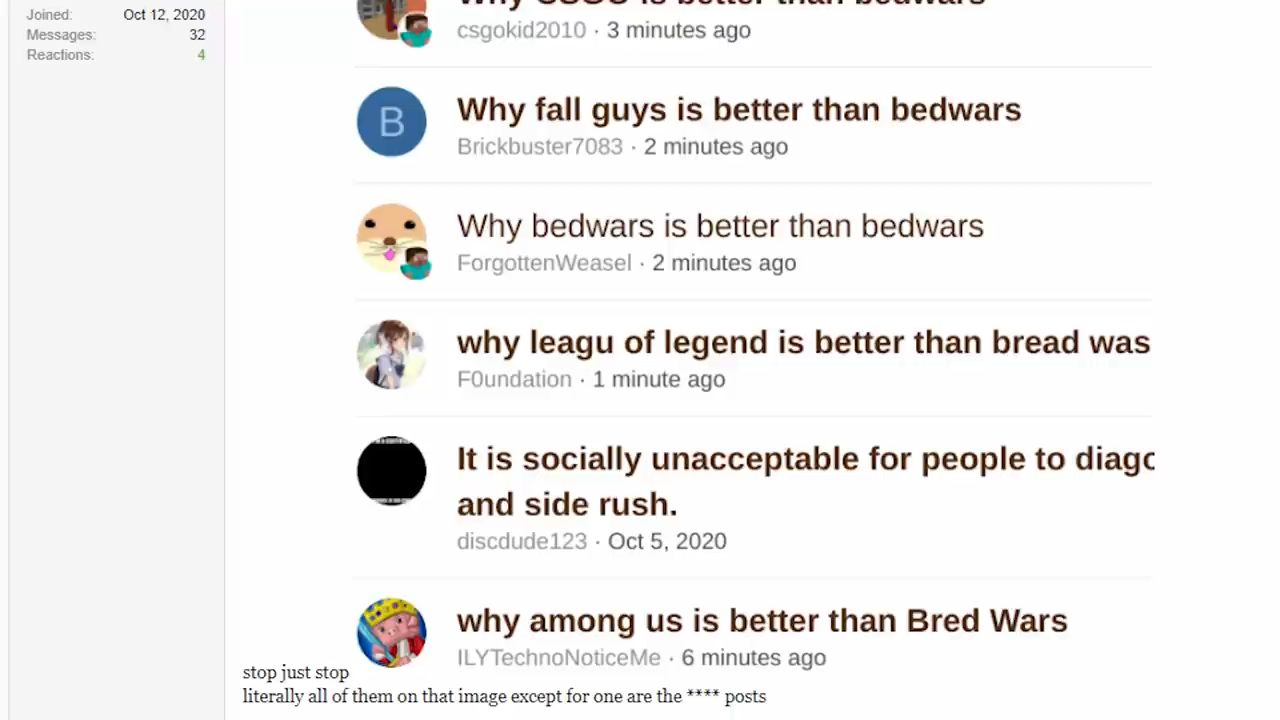 Joined: Oct 12, 2020
Messages: 32
Reactions: 4
Why CSGO is better than bedwars
csgokid2010 · 3 minutes ago
B
Why fall guys is better than bedwars
Brickbuster7083 · 2 minutes ago
Why bedwars is better than bedwars
ForgottenWeasel · 2 minutes ago
why leagu of legend is better than bread was
F0undation · 1 minute ago
It is socially unacceptable for people to diago
and side rush.
discdude123 · Oct 5, 2020
why among us is better than Bred Wars
ILYTechnoNoticeMe · 6 minutes ago
stop just stop
literally all of them on that image except for one are the **** posts